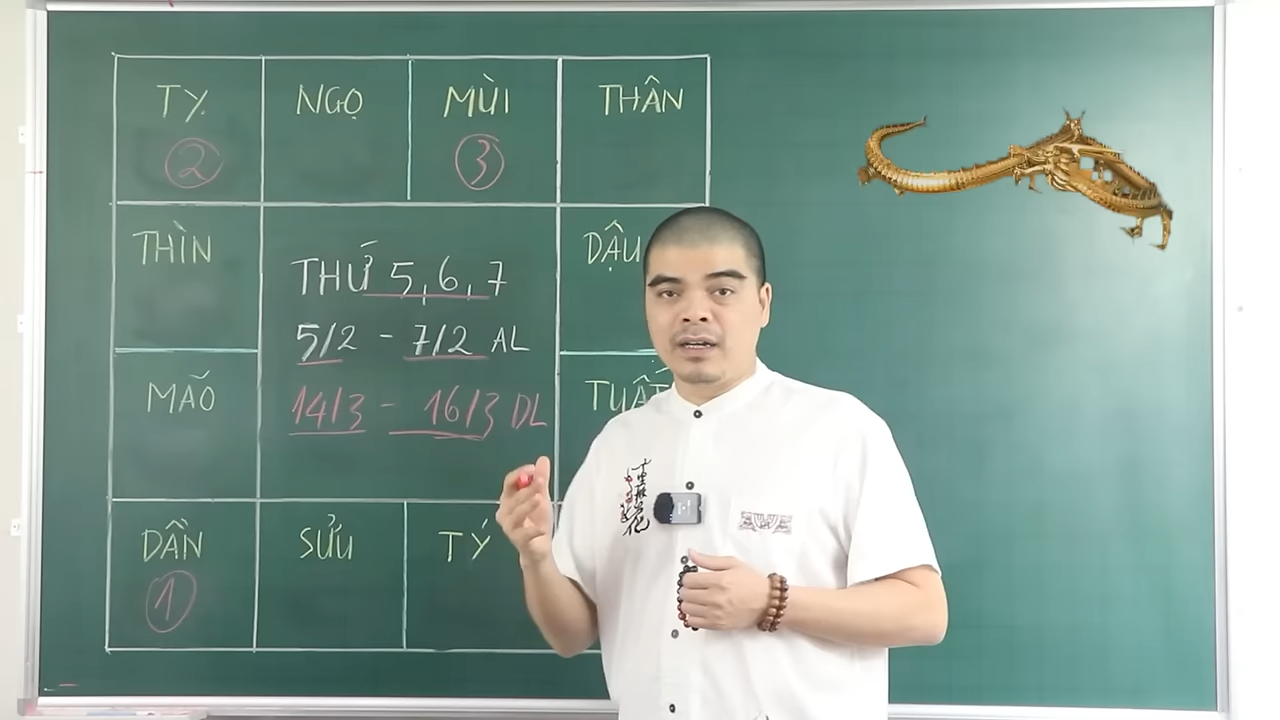 TỴ
②
NGỌ
MÙI
③
THÂN
THÌN
THỨ 5, 6, 7
5/2 - 7/2 AL
14/3 - 16/3 DL
DẬU
MÃO
TUẤT
DẦN
①
SỬU
TÝ